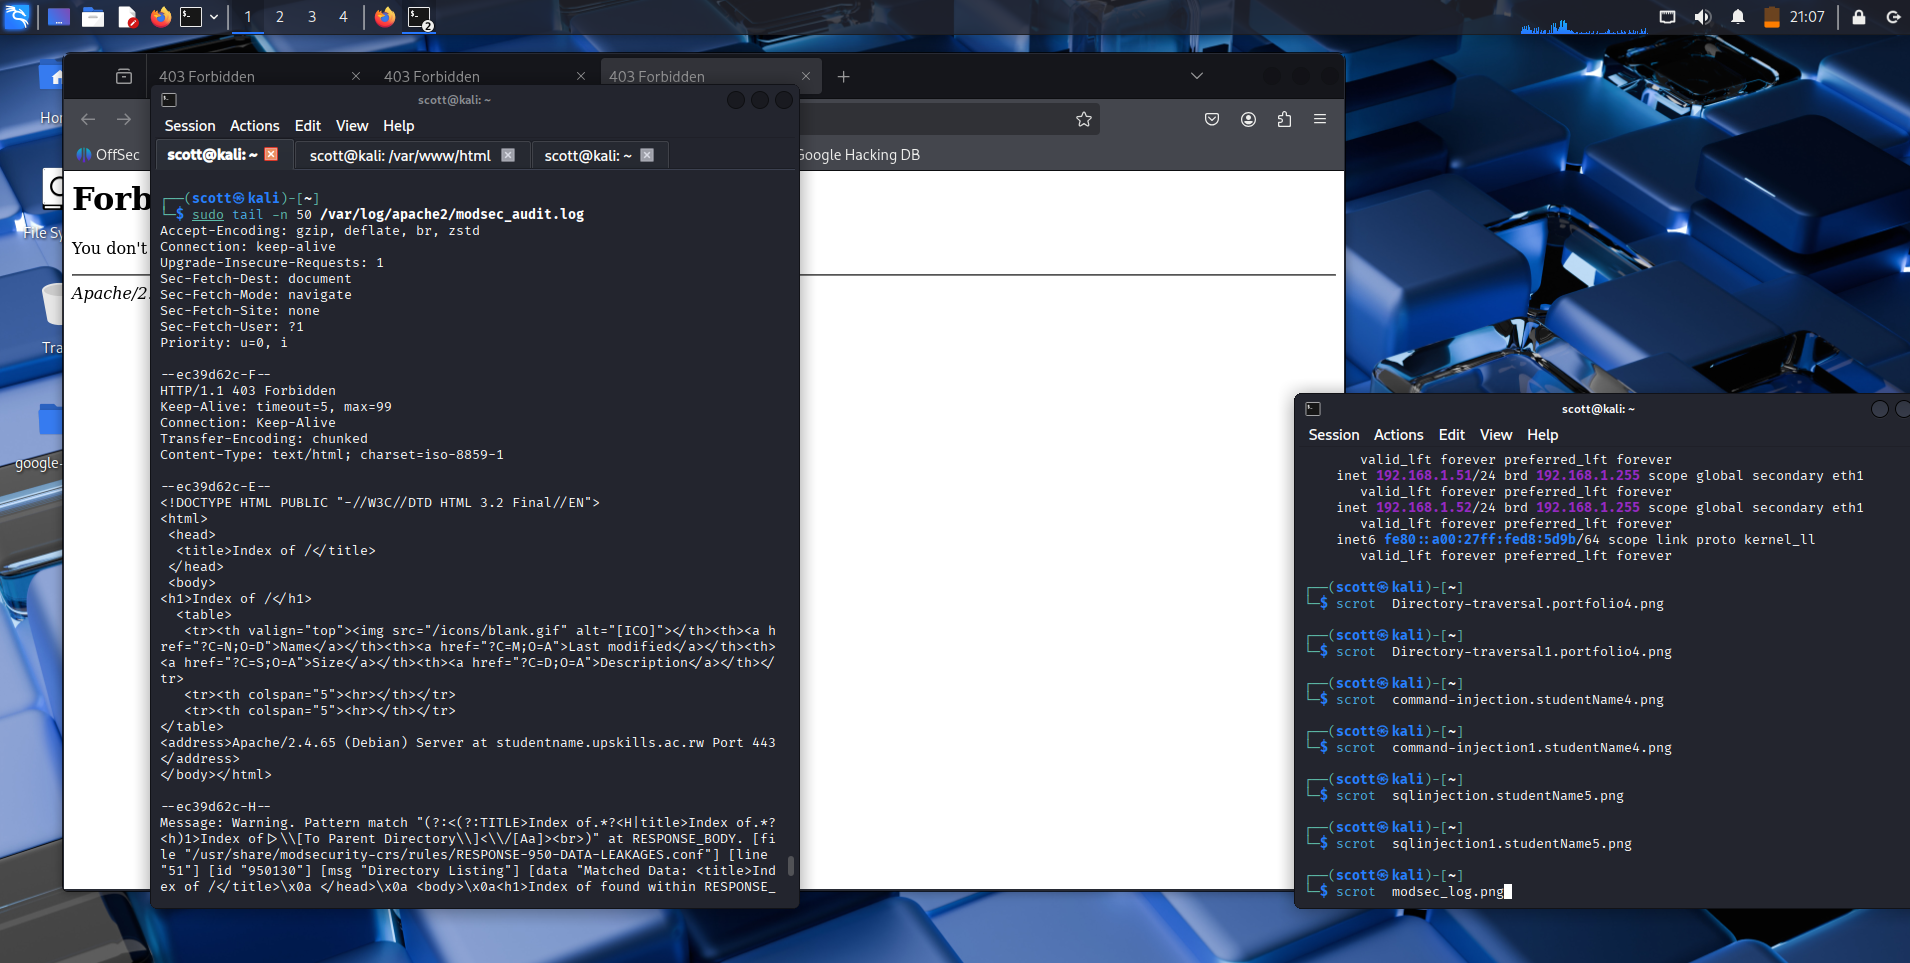 1 2 3 4
2
21:07
403 Forbidden
403 Forbidden
403 Forbidden
OffSec
Google Hacking DB
Forb
You don't
Apache/2.
File Sy
Tra
google-
scott@kali: ~
Session Actions Edit View Help
scott@kali: ~
scott@kali: /var/www/html
scott@kali: ~
┌──(scott㉿kali)-[~]
└─$ sudo tail -n 50 /var/log/apache2/modsec_audit.log
Accept-Encoding: gzip, deflate, br, zstd
Connection: keep-alive
Upgrade-Insecure-Requests: 1
Sec-Fetch-Dest: document
Sec-Fetch-Mode: navigate
Sec-Fetch-Site: none
Sec-Fetch-User: ?1
Priority: u=0, i
--ec39d62c-F--
HTTP/1.1 403 Forbidden
Keep-Alive: timeout=5, max=99
Connection: Keep-Alive
Transfer-Encoding: chunked
Content-Type: text/html; charset=iso-8859-1
--ec39d62c-E--
<!DOCTYPE HTML PUBLIC "-//W3C//DTD HTML 3.2 Final//EN">
<html>
<head>
<title>Index of /</title>
</head>
<body>
<h1>Index of /</h1>
<table>
<tr><th valign="top"><img src="/icons/blank.gif" alt="[ICO]"></th><th><a h
ref="?C=N;O=D">Name</a></th><th><a href="?C=M;O=A">Last modified</a></th><th>
<a href="?C=S;O=A">Size</a></th><th><a href="?C=D;O=A">Description</a></th></
tr>
<tr><th colspan="5"><hr></th></tr>
<tr><th colspan="5"><hr></th></tr>
</table>
<address>Apache/2.4.65 (Debian) Server at studentname.upskills.ac.rw Port 443
</address>
</body></html>
--ec39d62c-H--
Message: Warning. Pattern match "(?:<(?:TITLE>Index of.*?<H|title>Index of.*?
<h)1>Index of|>\\[To Parent Directory\\]<\\/[Aa]><br>)" at RESPONSE_BODY. [fi
le "/usr/share/modsecurity-crs/rules/RESPONSE-950-DATA-LEAKAGES.conf"] [line
"51"] [id "950130"] [msg "Directory Listing"] [data "Matched Data: <title>Ind
ex of /</title>\x0a </head>\x0a <body>\x0a<h1>Index of found within RESPONSE_
scott@kali: ~
Session Actions Edit View Help
valid_lft forever preferred_lft forever
inet 192.168.1.51/24 brd 192.168.1.255 scope global secondary eth1
valid_lft forever preferred_lft forever
inet 192.168.1.52/24 brd 192.168.1.255 scope global secondary eth1
valid_lft forever preferred_lft forever
inet6 fe80::a00:27ff:fed8:5d9b/64 scope link proto kernel_ll
valid_lft forever preferred_lft forever
┌──(scott㉿kali)-[~]
└─$ scrot  Directory-traversal.portfolio4.png
┌──(scott㉿kali)-[~]
└─$ scrot  Directory-traversal1.portfolio4.png
┌──(scott㉿kali)-[~]
└─$ scrot  command-injection.studentName4.png
┌──(scott㉿kali)-[~]
└─$ scrot  command-injection1.studentName4.png
┌──(scott㉿kali)-[~]
└─$ scrot  sqlinjection.studentName5.png
┌──(scott㉿kali)-[~]
└─$ scrot  sqlinjection1.studentName5.png
┌──(scott㉿kali)-[~]
└─$ scrot  modsec_log.png